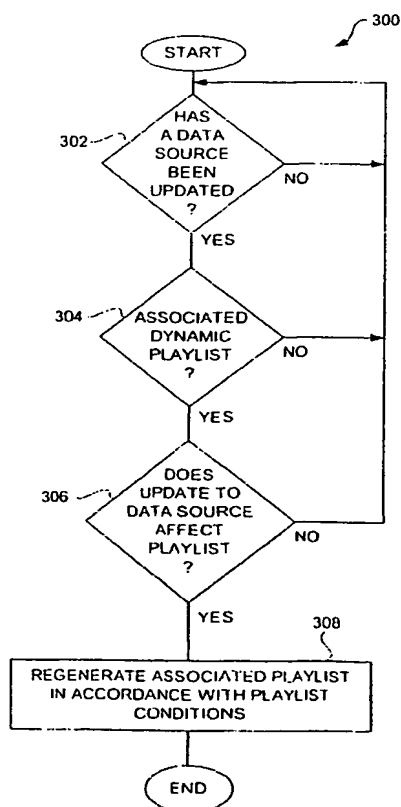 300
START
302
HAS
A DATA
SOURCE
BEEN
UPDATED
?
NO
YES
304
ASSOCIATED
DYNAMIC
PLAYLIST
?
NO
YES
306
DOES
UPDATE TO
DATA SOURCE
AFFECT
PLAYLIST
?
NO
YES
308
REGENERATE ASSOCIATED PLAYLIST
IN ACCORDANCE WITH PLAYLIST
CONDITIONS
END